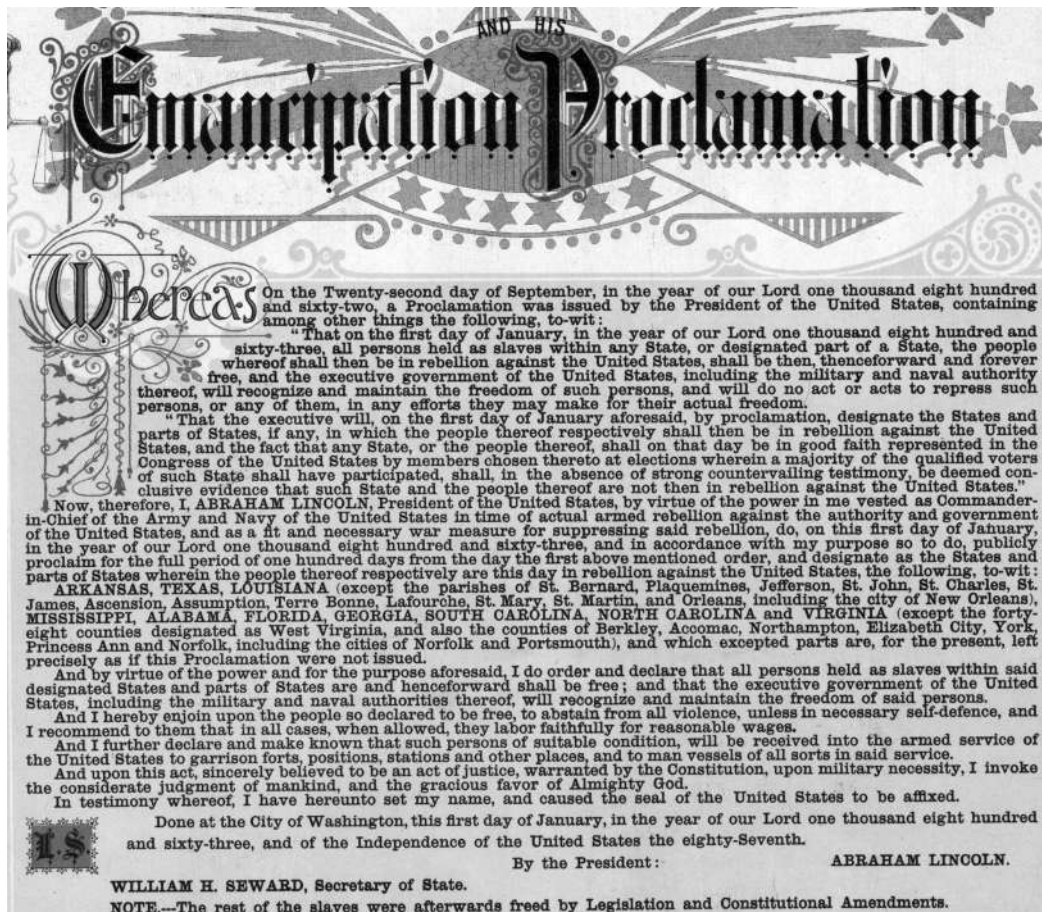 AND HIS
Emancipation Proclamation
Whereas On the Twenty-second day of September, in the year of our Lord one thousand eight hundred
and sixty-two, a Proclamation was issued by the President of the United States, containing
among other things the following, to-wit:
"That on the first day of January, in the year of our Lord one thousand eight hundred and
sixty-three, all persons held as slaves within any State, or designated part of a State, the people
whereof shall then be in rebellion against the United States, shall be then, thenceforward and forever
free, and the executive government of the United States, including the military and naval authority
thereof, will recognize and maintain the freedom of such persons, and will do no act or acts to repress such
persons, or any of them, in any efforts they may make for their actual freedom.
"That the executive will, on the first day of January aforesaid, by proclamation, designate the States and
parts of States, if any, in which the people thereof respectively shall then be in rebellion against the United
States, and the fact that any State, or the people thereof, shall on that day be in good faith represented in the
Congress of the United States by members chosen thereto at elections wherein a majority of the qualified voters
of such State shall have participated, shall, in the absence of strong countervailing testimony, be deemed con-
clusive evidence that such State and the people thereof are not then in rebellion against the United States."
Now, therefore, I, ABRAHAM LINCOLN, President of the United States, by virtue of the power in me vested as Commander-
in-Chief of the Army and Navy of the United States in time of actual armed rebellion against the authority and government
of the United States, and as a fit and necessary war measure for suppressing said rebellion, do, on this first day of January,
in the year of our Lord one thousand eight hundred and sixty-three, and in accordance with my purpose so to do, publicly
proclaim for the full period of one hundred days from the day the first above mentioned order, and designate as the States and
parts of States wherein the people thereof respectively are this day in rebellion against the United States, the following, to-wit:
ARKANSAS, TEXAS, LOUISIANA (except the parishes of St. Bernard, Plaquemines, Jefferson, St. John, St. Charles, St.
James, Ascension, Assumption, Terre Bonne, Lafourche, St. Mary, St. Martin, and Orleans, including the city of New Orleans),
MISSISSIPPI, ALABAMA, FLORIDA, GEORGIA, SOUTH CAROLINA, NORTH CAROLINA and VIRGINIA (except the forty-
eight counties designated as West Virginia, and also the counties of Berkley, Accomac, Northampton, Elizabeth City, York,
Princess Ann and Norfolk, including the cities of Norfolk and Portsmouth), and which excepted parts are, for the present, left
precisely as if this Proclamation were not issued.
And by virtue of the power and for the purpose aforesaid, I do order and declare that all persons held as slaves within said
designated States and parts of States are and henceforward shall be free; and that the executive government of the United
States, including the military and naval authorities thereof, will recognize and maintain the freedom of said persons.
And I hereby enjoin upon the people so declared to be free, to abstain from all violence, unless in necessary self-defence, and
I recommend to them that in all cases, when allowed, they labor faithfully for reasonable wages.
And I further declare and make known that such persons of suitable condition, will be received into the armed service of
the United States to garrison forts, positions, stations and other places, and to man vessels of all sorts in said service.
And upon this act, sincerely believed to be an act of justice, warranted by the Constitution, upon military necessity, I invoke
the considerate judgment of mankind, and the gracious favor of Almighty God.
In testimony whereof, I have hereunto set my name, and caused the seal of the United States to be affixed.
L.S. Done at the City of Washington, this first day of January, in the year of our Lord one thousand eight hundred
and sixty-three, and of the Independence of the United States the eighty-Seventh.
By the President: ABRAHAM LINCOLN.
WILLIAM H. SEWARD, Secretary of State.
NOTE.---The rest of the slaves were afterwards freed by Legislation and Constitutional Amendments.